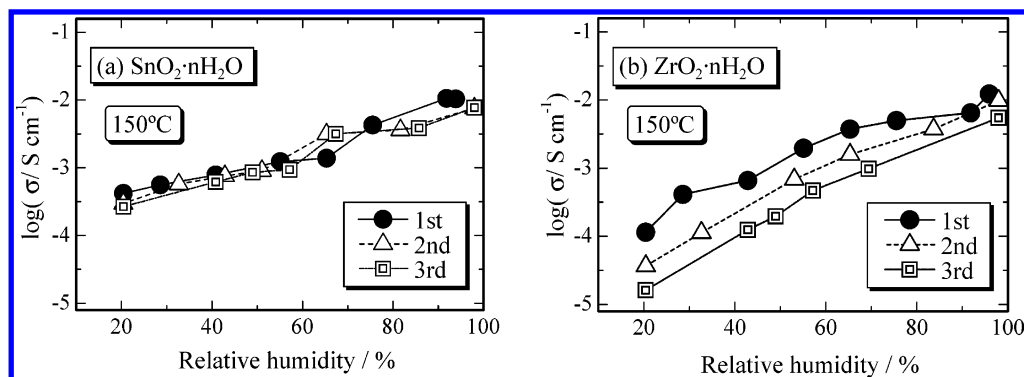 -1
-2
-3
-4
-5
log( σ/ S cm⁻¹)
(a) SnO₂·nH₂O
150ºC
1st
2nd
3rd
20 40 60 80 100
Relative humidity / %
-1
-2
-3
-4
-5
log( σ/ S cm⁻¹)
(b) ZrO₂·nH₂O
150ºC
1st
2nd
3rd
20 40 60 80 100
Relative humidity / %